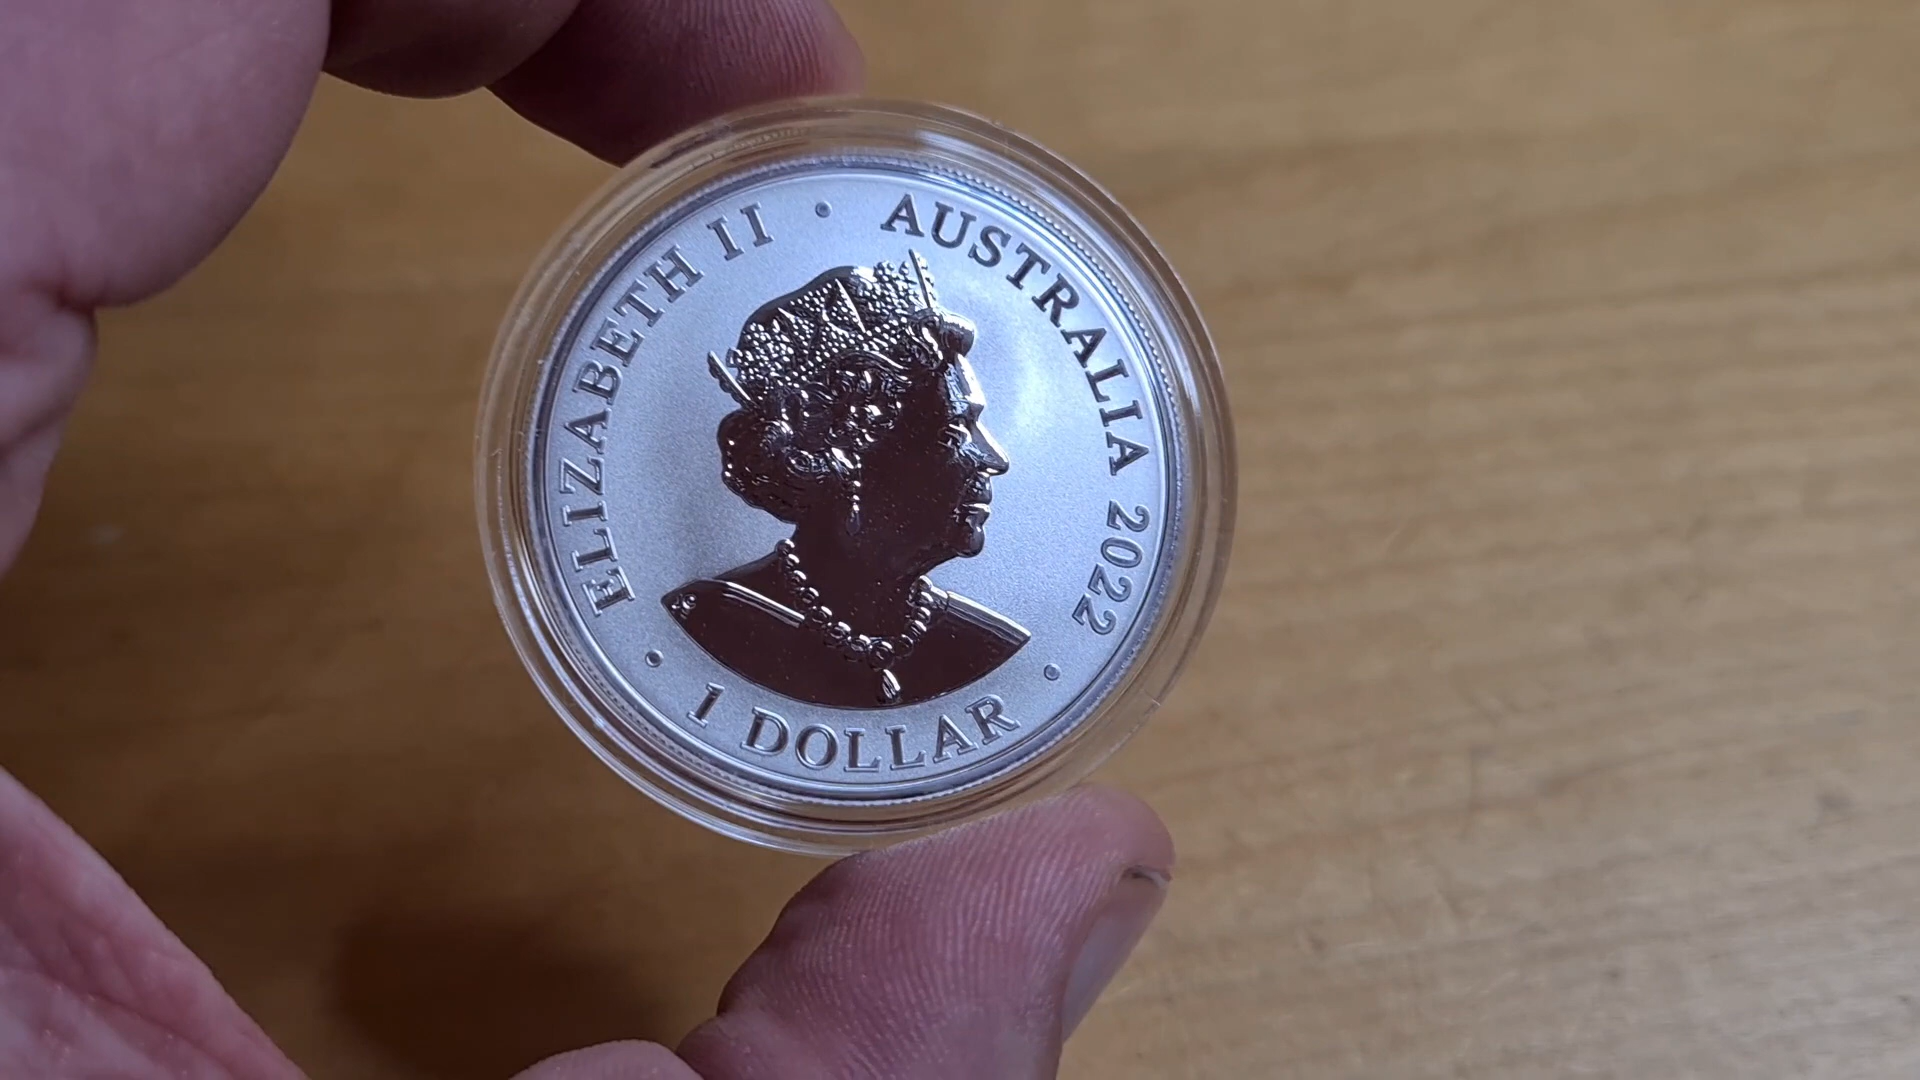 ELIZABETH II • AUSTRALIA 2022 •
1 DOLLAR •